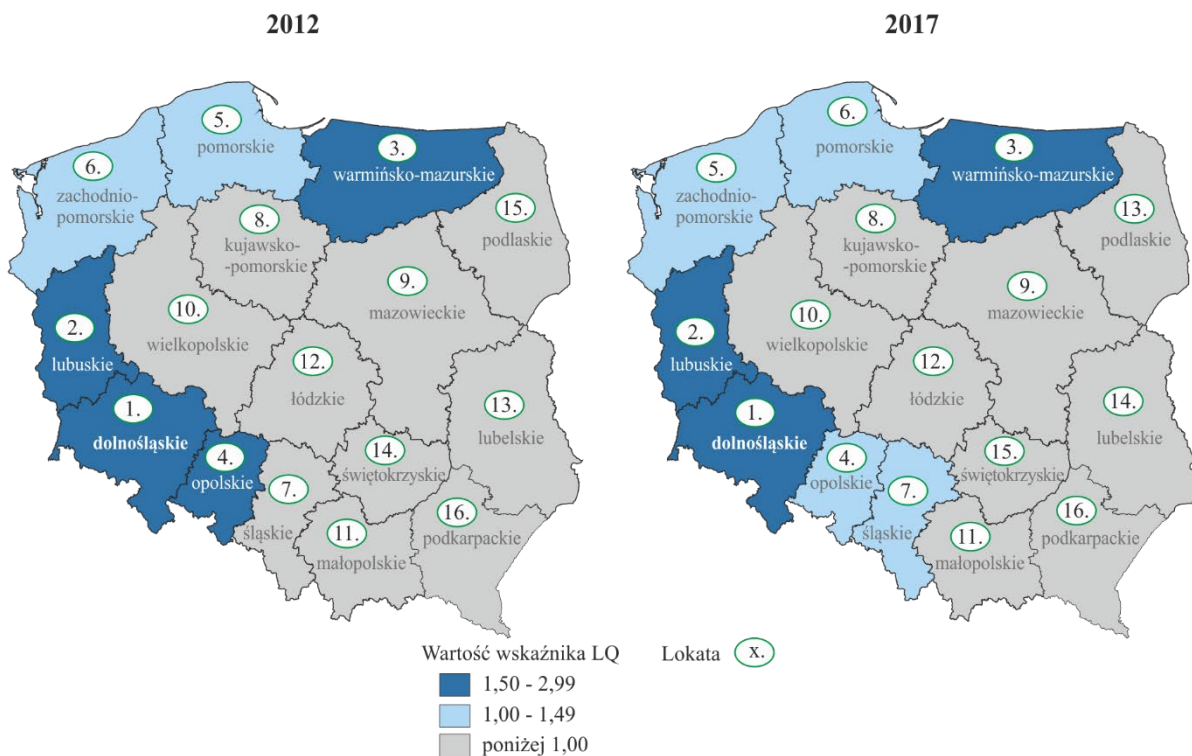 2012
5.
pomorskie
6.
zachodnio-
pomorskie
3.
warmińsko-mazurskie
15.
podlaskie
8.
kujawsko-
-pomorskie
9.
mazowieckie
10.
wielkopolskie
2.
lubuskie
12.
łódzkie
13.
lubelskie
1.
dolnośląskie
4.
opolskie
14.
świętokrzyskie
7.
śląskie
16.
podkarpackie
11.
małopolskie
2017
6.
pomorskie
5.
zachodnio-
pomorskie
3.
warmińsko-mazurskie
13.
podlaskie
8.
kujawsko-
-pomorskie
9.
mazowieckie
10.
wielkopolskie
2.
lubuskie
12.
łódzkie
14.
lubelskie
1.
dolnośląskie
4.
opolskie
15.
świętokrzyskie
7.
śląskie
16.
podkarpackie
11.
małopolskie
Wartość wskaźnika LQ
1,50 - 2,99
1,00 - 1,49
poniżej 1,00
Lokata x.